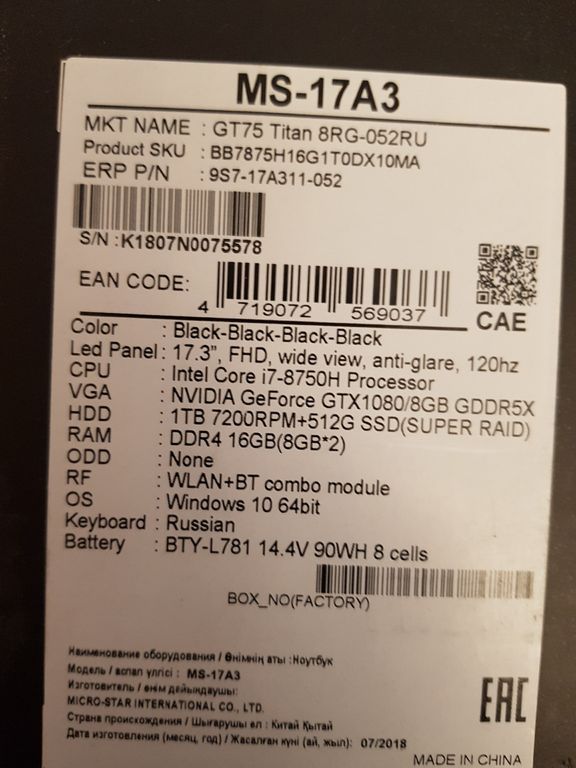 MS-17A3
MKT NAME : GT75 Titan 8RG-052RU
Product SKU : BB7875H16G1T0DX10MA
ERP P/N : 9S7-17A311-052
S/N : K1807N0075578
EAN CODE: 4 719072 569037
CAE
Color : Black-Black-Black-Black
Led Panel : 17.3", FHD, wide view, anti-glare, 120hz
CPU : Intel Core i7-8750H Processor
VGA : NVIDIA GeForce GTX1080/8GB GDDR5X
HDD : 1TB 7200RPM+512G SSD(SUPER RAID)
RAM : DDR4 16GB(8GB*2)
ODD : None
RF : WLAN+BT combo module
OS : Windows 10 64bit
Keyboard : Russian
Battery : BTY-L781 14.4V 90WH 8 cells
BOX_NO(FACTORY)
Наименование оборудования / Өнімнің аты :Ноутбук
Модель / аспап үлгісі : MS-17A3
Изготовитель / өнім дейындаушы:
MICRO-STAR INTERNATIONAL CO., LTD.
Страна происхождения / Шығарушы ел : Китай Қытай
Дата изготовления (месяц, год) / Жасалған күні (ай, жыл): 07/2018
EAC
MADE IN CHINA